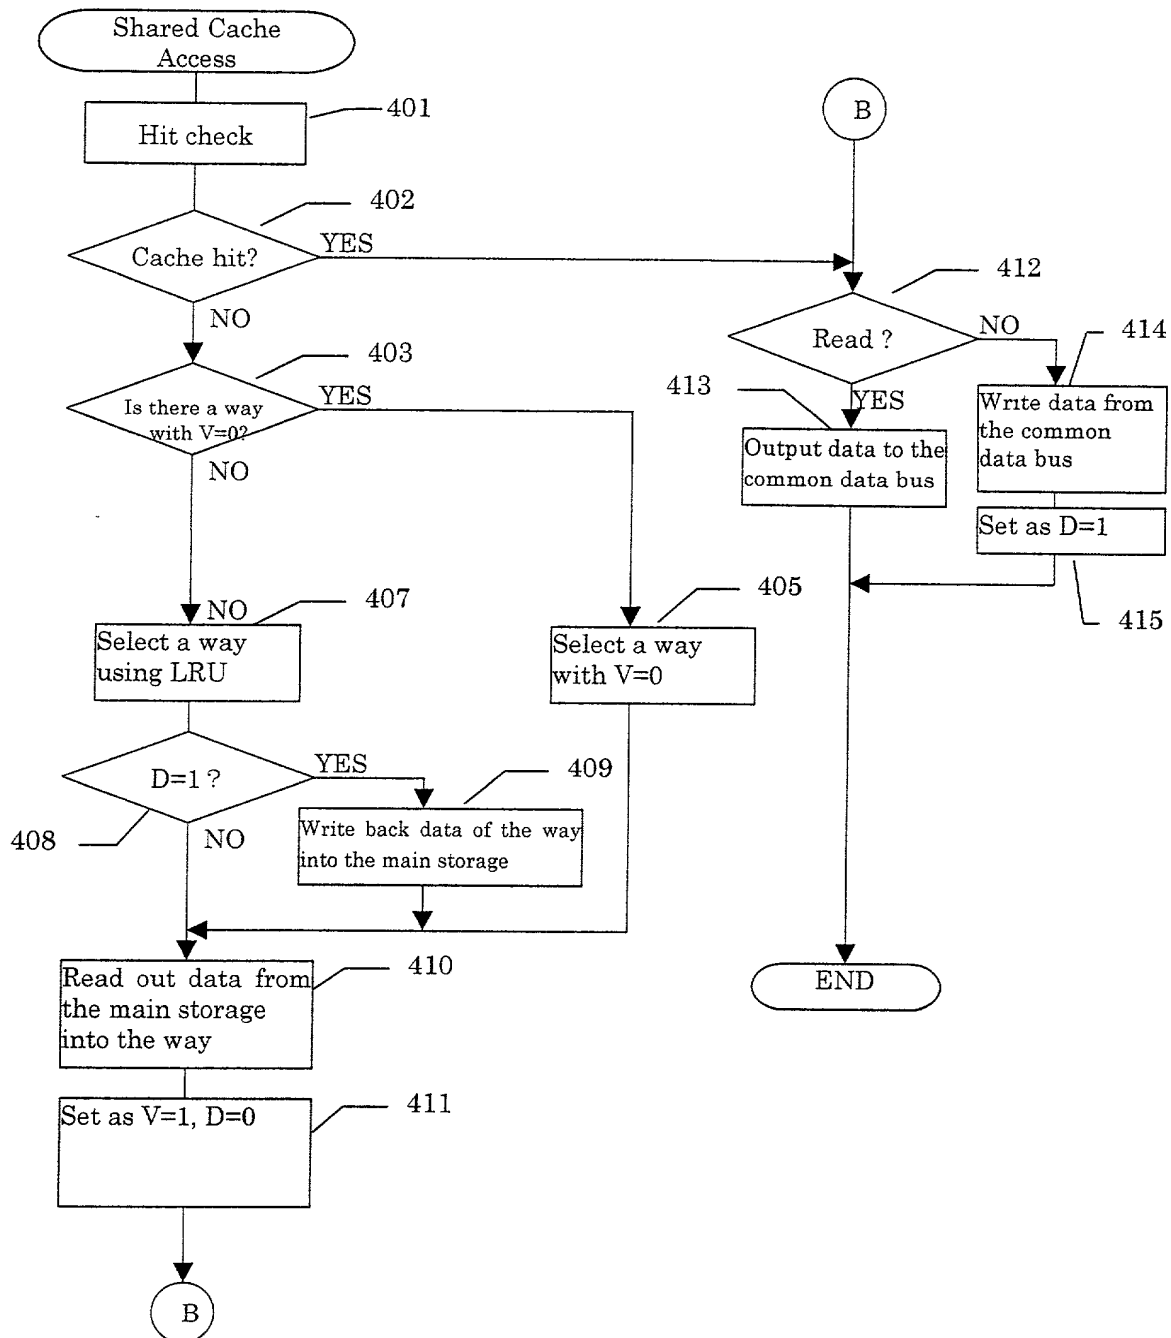 Shared Cache
Access
401
Hit check
402
Cache hit?
YES
NO
403
Is there a way
with V=0?
YES
NO
NO
407
Select a way
using LRU
405
Select a way
with V=0
D=1 ?
YES
408
NO
409
Write back data of the way
into the main storage
410
Read out data from
the main storage
into the way
411
Set as V=1, D=0
B
B
412
Read ?
NO
YES
413
Output data to the
common data bus
414
Write data from
the common
data bus
Set as D=1
415
END